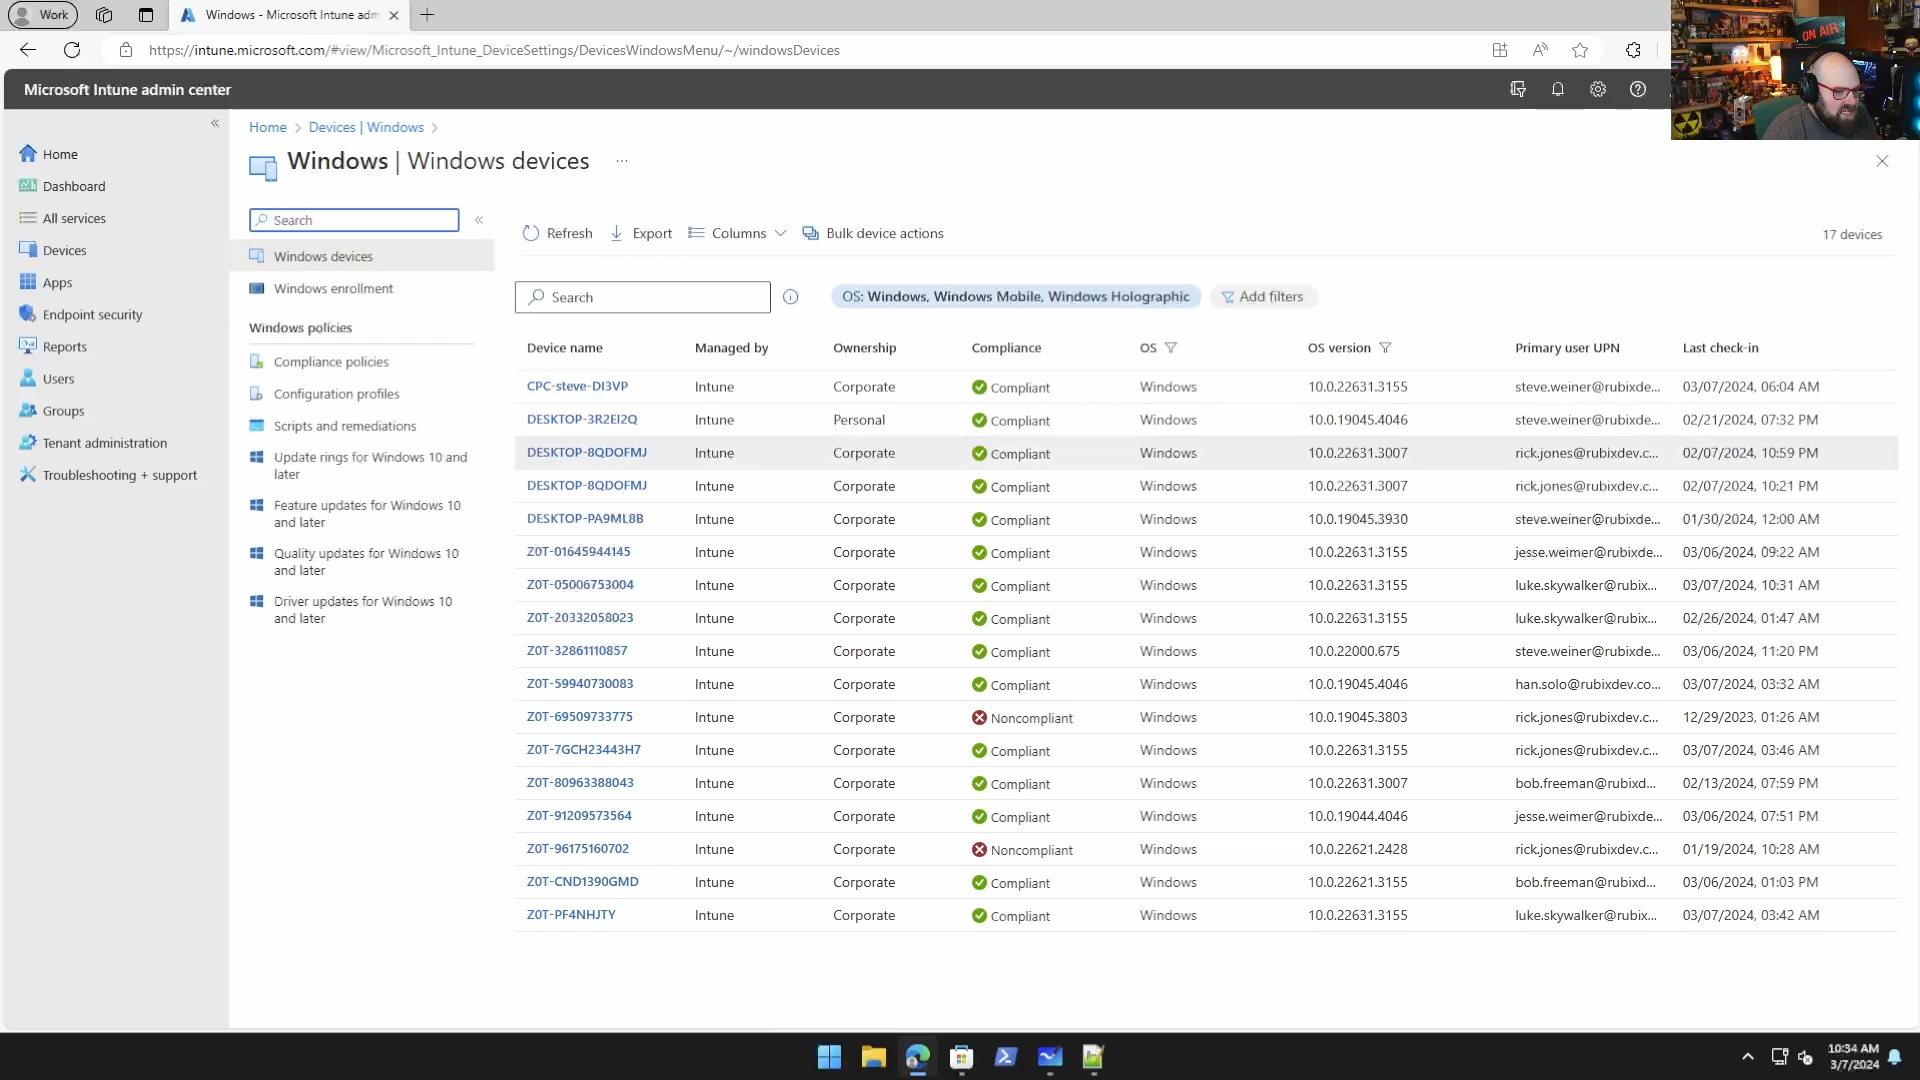 Work
Windows - Microsoft Intune adm
https://intune.microsoft.com/#view/Microsoft_Intune_DeviceSettings/DevicesWindowsMenu/~/windowsDevices
ON AIR
Microsoft Intune admin center
Home
Dashboard
All services
Devices
Apps
Endpoint security
Reports
Users
Groups
Tenant administration
Troubleshooting + support
Home > Devices | Windows >
Windows | Windows devices
Search
Windows devices
Windows enrollment
Windows policies
Compliance policies
Configuration profiles
Scripts and remediations
Update rings for Windows 10 and
later
Feature updates for Windows 10
and later
Quality updates for Windows 10
and later
Driver updates for Windows 10
and later
Refresh Export Columns Bulk device actions
17 devices
Search
OS: Windows, Windows Mobile, Windows Holographic
Add filters
Device name Managed by Ownership Compliance OS OS version Primary user UPN Last check-in
CPC-steve-DI3VP Intune Corporate Compliant Windows 10.0.22631.3155 steve.weiner@rubixde... 03/07/2024, 06:04 AM
DESKTOP-3R2EI2Q Intune Personal Compliant Windows 10.0.19045.4046 steve.weiner@rubixde... 02/21/2024, 07:32 PM
DESKTOP-8QDOFMJ Intune Corporate Compliant Windows 10.0.22631.3007 rick.jones@rubixdev.c... 02/07/2024, 10:59 PM
DESKTOP-8QDOFMJ Intune Corporate Compliant Windows 10.0.22631.3007 rick.jones@rubixdev.c... 02/07/2024, 10:21 PM
DESKTOP-PA9ML8B Intune Corporate Compliant Windows 10.0.19045.3930 steve.weiner@rubixde... 01/30/2024, 12:00 AM
Z0T-01645944145 Intune Corporate Compliant Windows 10.0.22631.3155 jesse.weimer@rubixde... 03/06/2024, 09:22 AM
Z0T-05006753004 Intune Corporate Compliant Windows 10.0.22631.3155 luke.skywalker@rubix... 03/07/2024, 10:31 AM
Z0T-20332058023 Intune Corporate Compliant Windows 10.0.22631.3155 luke.skywalker@rubix... 02/26/2024, 01:47 AM
Z0T-32861110857 Intune Corporate Compliant Windows 10.0.22000.675 steve.weiner@rubixde... 03/06/2024, 11:20 PM
Z0T-59940730083 Intune Corporate Compliant Windows 10.0.19045.4046 han.solo@rubixdev.co... 03/07/2024, 03:32 AM
Z0T-69509733775 Intune Corporate Noncompliant Windows 10.0.19045.3803 rick.jones@rubixdev.c... 12/29/2023, 01:26 AM
Z0T-7GCH23443H7 Intune Corporate Compliant Windows 10.0.22631.3155 rick.jones@rubixdev.c... 03/07/2024, 03:46 AM
Z0T-80963388043 Intune Corporate Compliant Windows 10.0.22631.3007 bob.freeman@rubixd... 02/13/2024, 07:59 PM
Z0T-91209573564 Intune Corporate Compliant Windows 10.0.19044.4046 jesse.weimer@rubixde... 03/06/2024, 07:51 PM
Z0T-96175160702 Intune Corporate Noncompliant Windows 10.0.22621.2428 rick.jones@rubixdev.c... 01/19/2024, 10:28 AM
Z0T-CND1390GMD Intune Corporate Compliant Windows 10.0.22621.3155 bob.freeman@rubixd... 03/06/2024, 01:03 PM
Z0T-PF4NHJTY Intune Corporate Compliant Windows 10.0.22631.3155 luke.skywalker@rubix... 03/07/2024, 03:42 AM
10:34 AM
3/7/2024